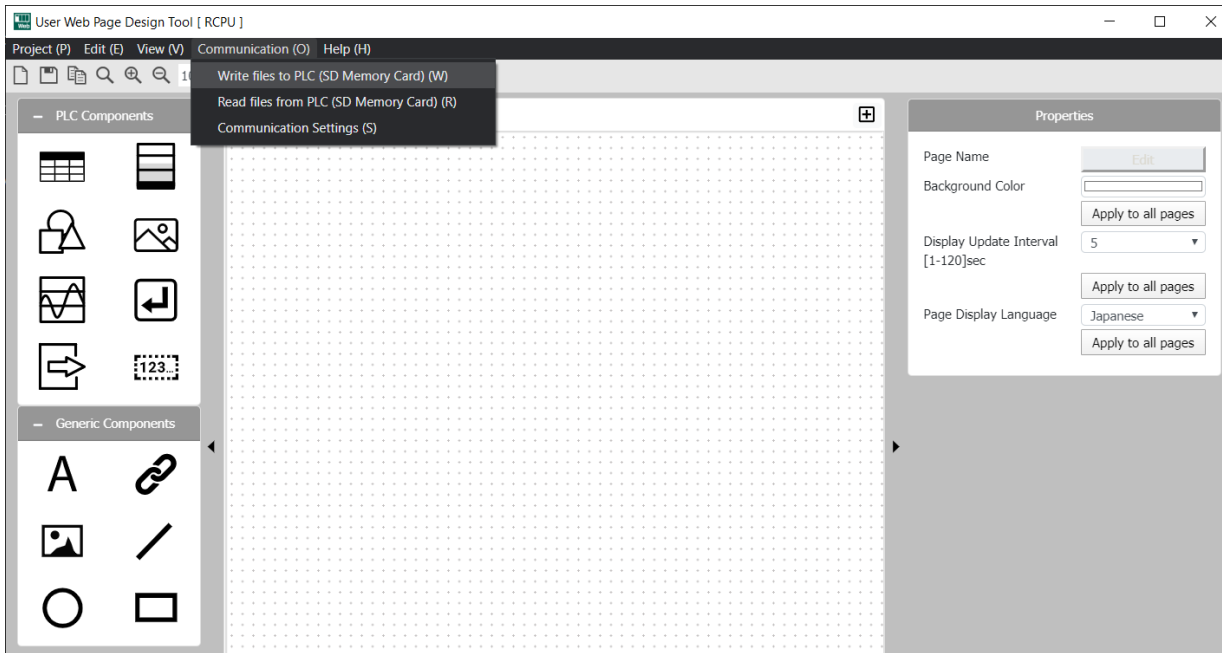 User Web Page Design Tool [ RCPU ]
Project (P) Edit (E) View (V) Communication (O) Help (H)
Write files to PLC (SD Memory Card) (W)
Read files from PLC (SD Memory Card) (R)
Communication Settings (S)
PLC Components
123...
Generic Components
A
Properties
Page Name Edit
Background Color
Apply to all pages
Display Update Interval 5
[1-120]sec
Apply to all pages
Page Display Language Japanese
Apply to all pages